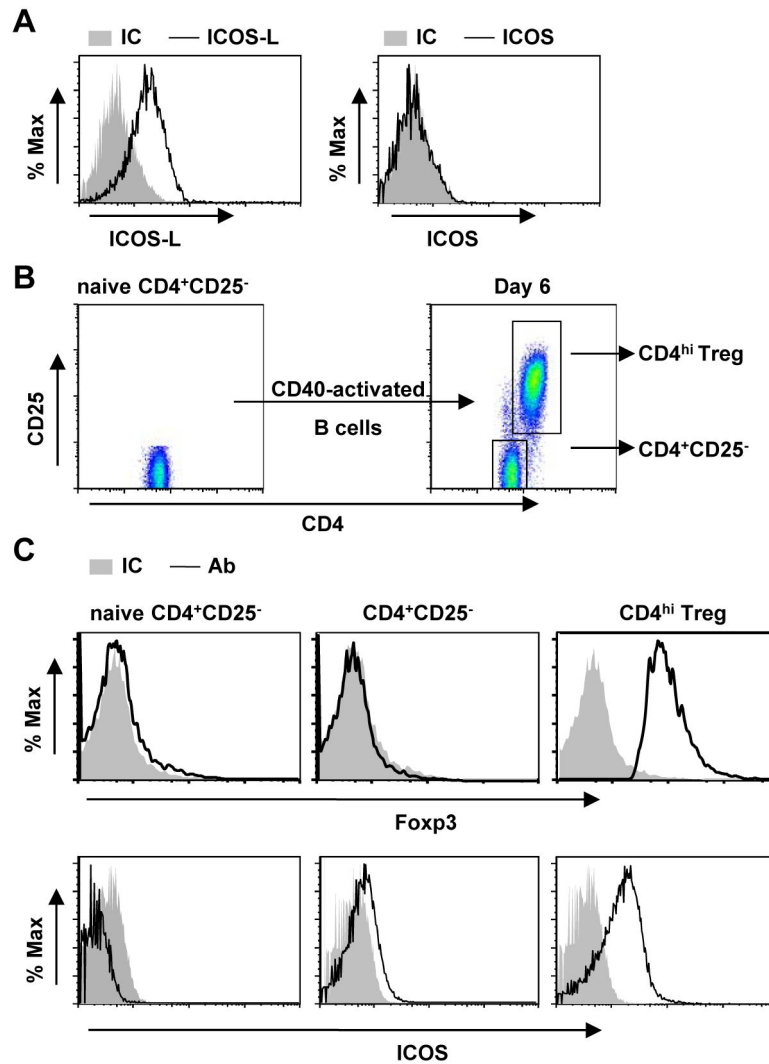 A
IC — ICOS-L
IC — ICOS
% Max
% Max
ICOS-L
ICOS
B
naive CD4⁺CD25⁻
Day 6
CD25
CD40-activated
B cells
CD4ʰⁱ Treg
CD4⁺CD25⁻
CD4
C
IC — Ab
naive CD4⁺CD25⁻
CD4⁺CD25⁻
CD4ʰⁱ Treg
% Max
Foxp3
% Max
ICOS